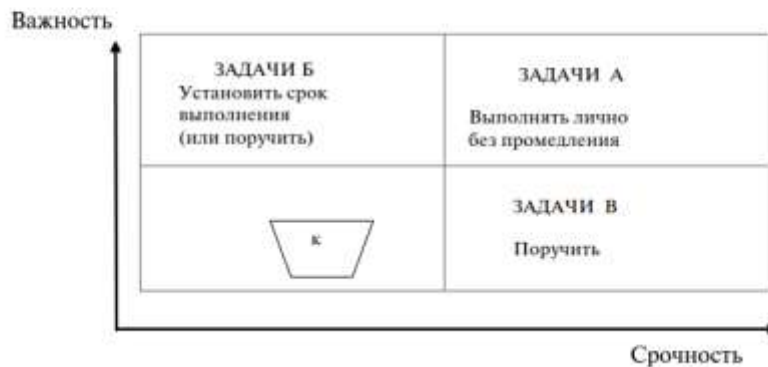 Важность
ЗАДАЧИ Б
Установить срок
выполнения
(или поручить)
ЗАДАЧИ А
Выполнять лично
без промедления
к
ЗАДАЧИ В
Поручить
Срочность